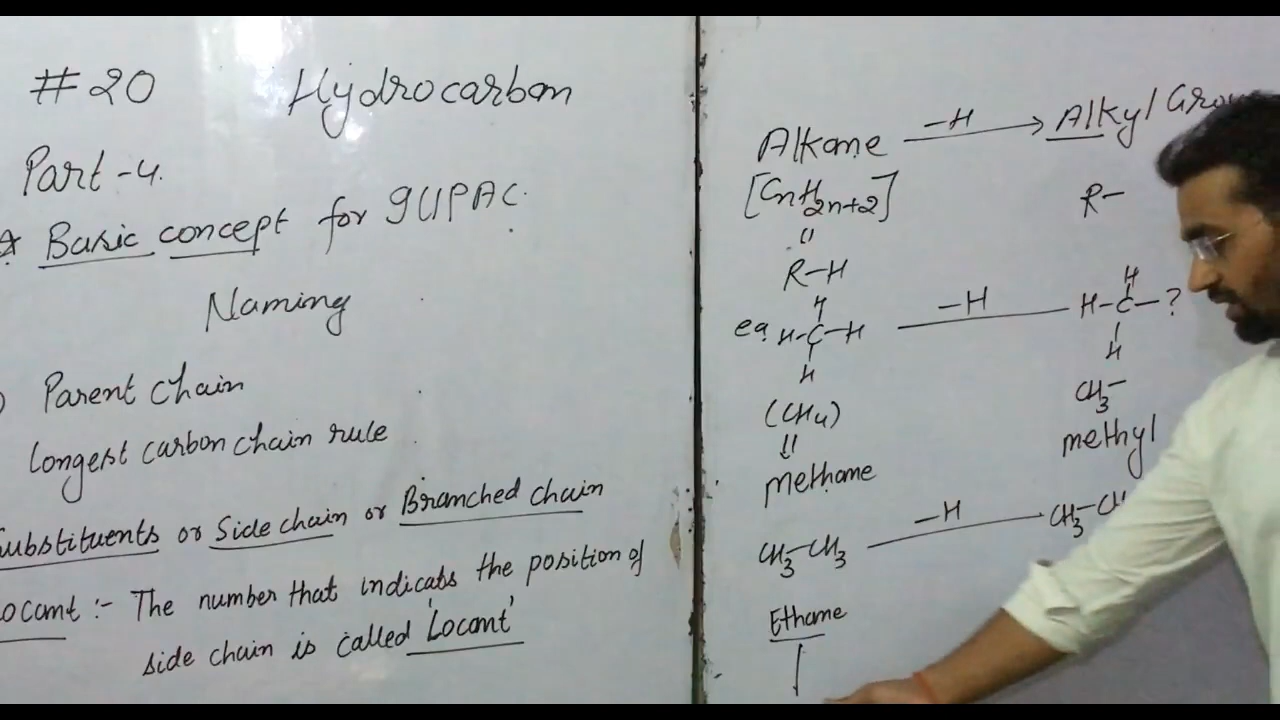 #20 Hydrocarbon
Part-4.
Basic concept for IUPAC.
Naming
Parent chain
longest carbon chain rule
Substituents or Side chain or Branched chain
Locant :- The number that indicats the position of
side chain is called 'Locant'
Alkane -H → Alkyl Group
[CnH2n+2] R-
R-H
H H
eg. H-C-H -H H-C-?
H H
(CH4) CH3-
methane methyl
CH3-CH3 -H CH3-CH
Ethane